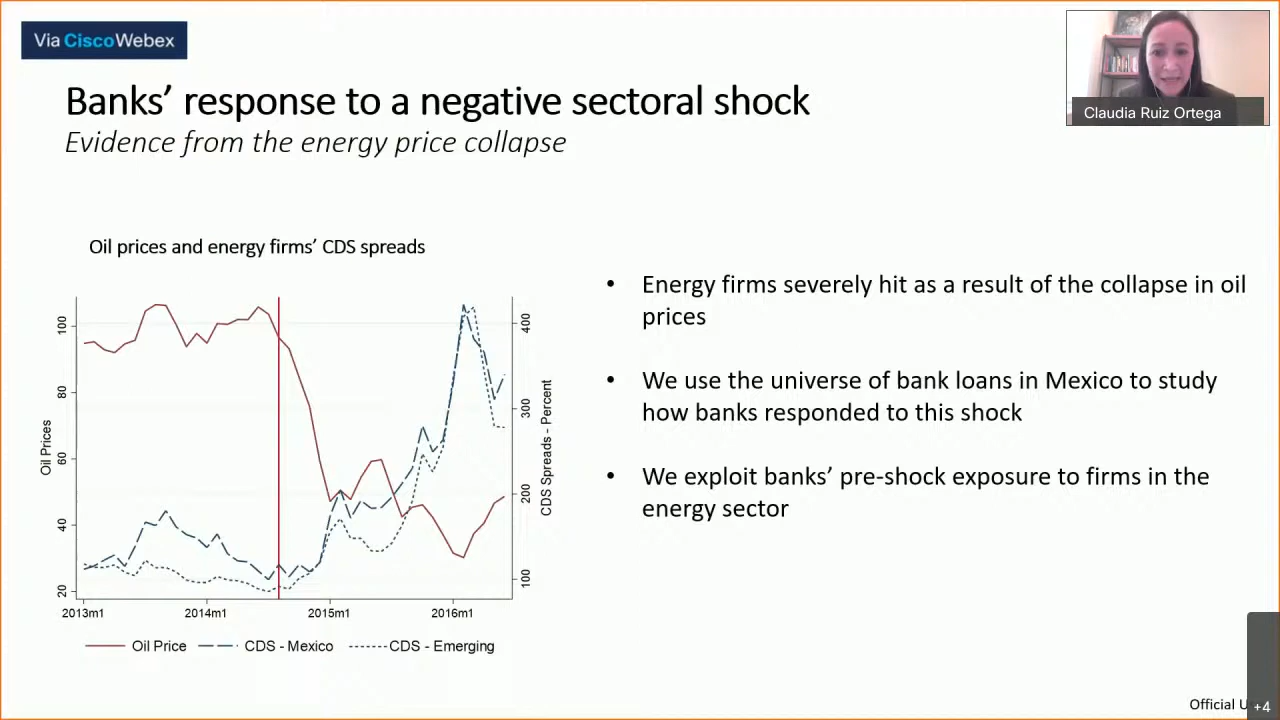 Via CiscoWebex
Claudia Ruiz Ortega
Banks’ response to a negative sectoral shock
Evidence from the energy price collapse
Oil prices and energy firms’ CDS spreads
Oil Prices
100
80
60
40
20
400
300
200
100
CDS Spreads - Percent
2013m1 2014m1 2015m1 2016m1
Oil Price CDS - Mexico CDS - Emerging
• Energy firms severely hit as a result of the collapse in oil
prices
• We use the universe of bank loans in Mexico to study
how banks responded to this shock
• We exploit banks’ pre-shock exposure to firms in the
energy sector
Official U
+4